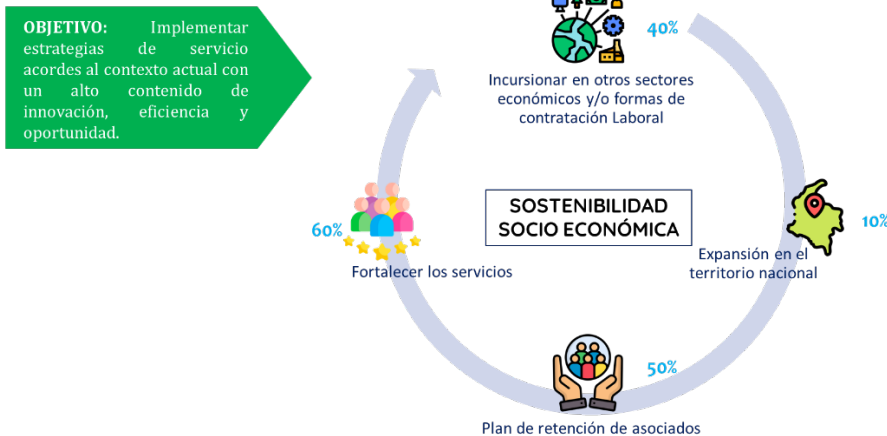 OBJETIVO: Implementar
estrategias de servicio
acordes al contexto actual con
un alto contenido de
innovación, eficiencia y
oportunidad.
40%
Incursionar en otros sectores
económicos y/o formas de
contratación Laboral
SOSTENIBILIDAD
SOCIO ECONÓMICA
10%
Expansión en el
territorio nacional
60%
Fortalecer los servicios
50%
Plan de retención de asociados